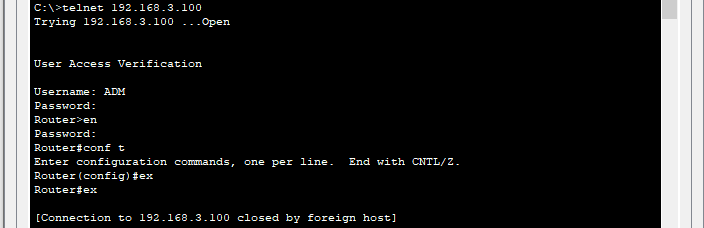 C:\>telnet 192.168.3.100
Trying 192.168.3.100 ...Open
User Access Verification
Username: ADM
Password:
Router>en
Password:
Router#conf t
Enter configuration commands, one per line.  End with CNTL/Z.
Router(config)#ex
Router#ex
[Connection to 192.168.3.100 closed by foreign host]